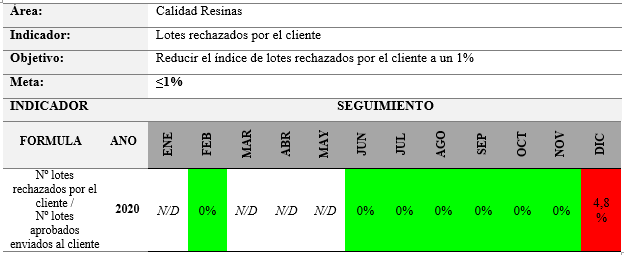 Área: Calidad Resinas
Indicador: Lotes rechazados por el cliente
Objetivo: Reducir el índice de lotes rechazados por el cliente a un 1%
Meta: ≤1%
INDICADOR SEGUIMIENTO
FORMULA ANO ENE FEB MAR ABR MAY JUN JUL AGO SEP OCT NOV DIC
Nº lotes
rechazados por el
cliente /
Nº lotes
aprobados
enviados al cliente
2020 N/D 0% N/D N/D N/D 0% 0% 0% 0% 0% 0% 4,8
%